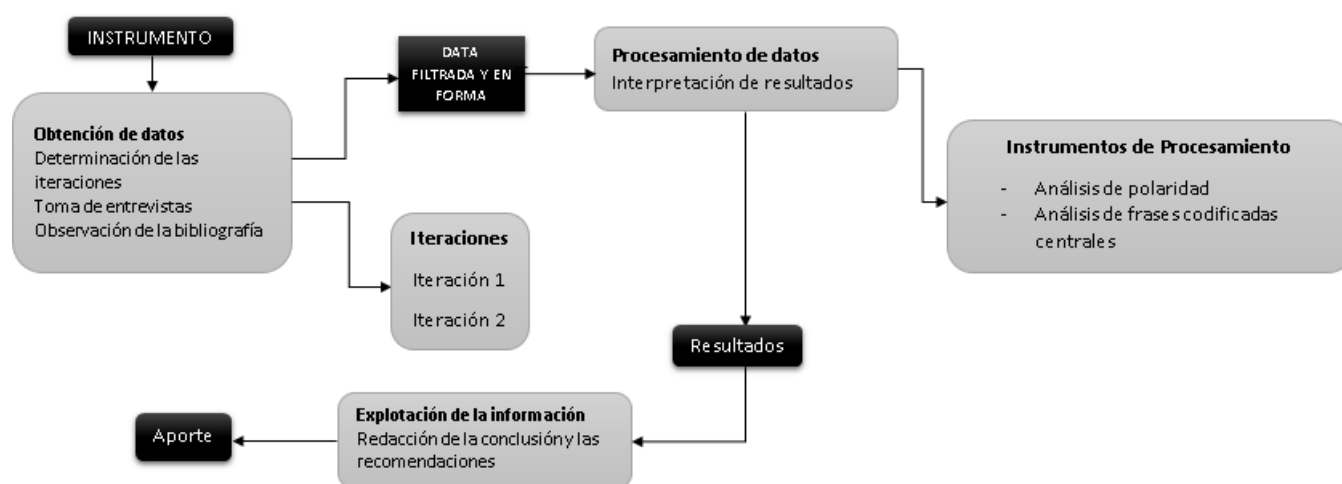 INSTRUMENTO
Obtención de datos
Determinación de las
iteraciones
Toma de entrevistas
Observación de la bibliografía
DATA
FILTRADA Y EN
FORMA
Iteraciones
Iteración 1
Iteración 2
Procesamiento de datos
Interpretación de resultados
Instrumentos de Procesamiento
- Análisis de polaridad
- Análisis de frases codificadas
centrales
Resultados
Explotación de la información
Redacción de la conclusión y las
recomendaciones
Aporte